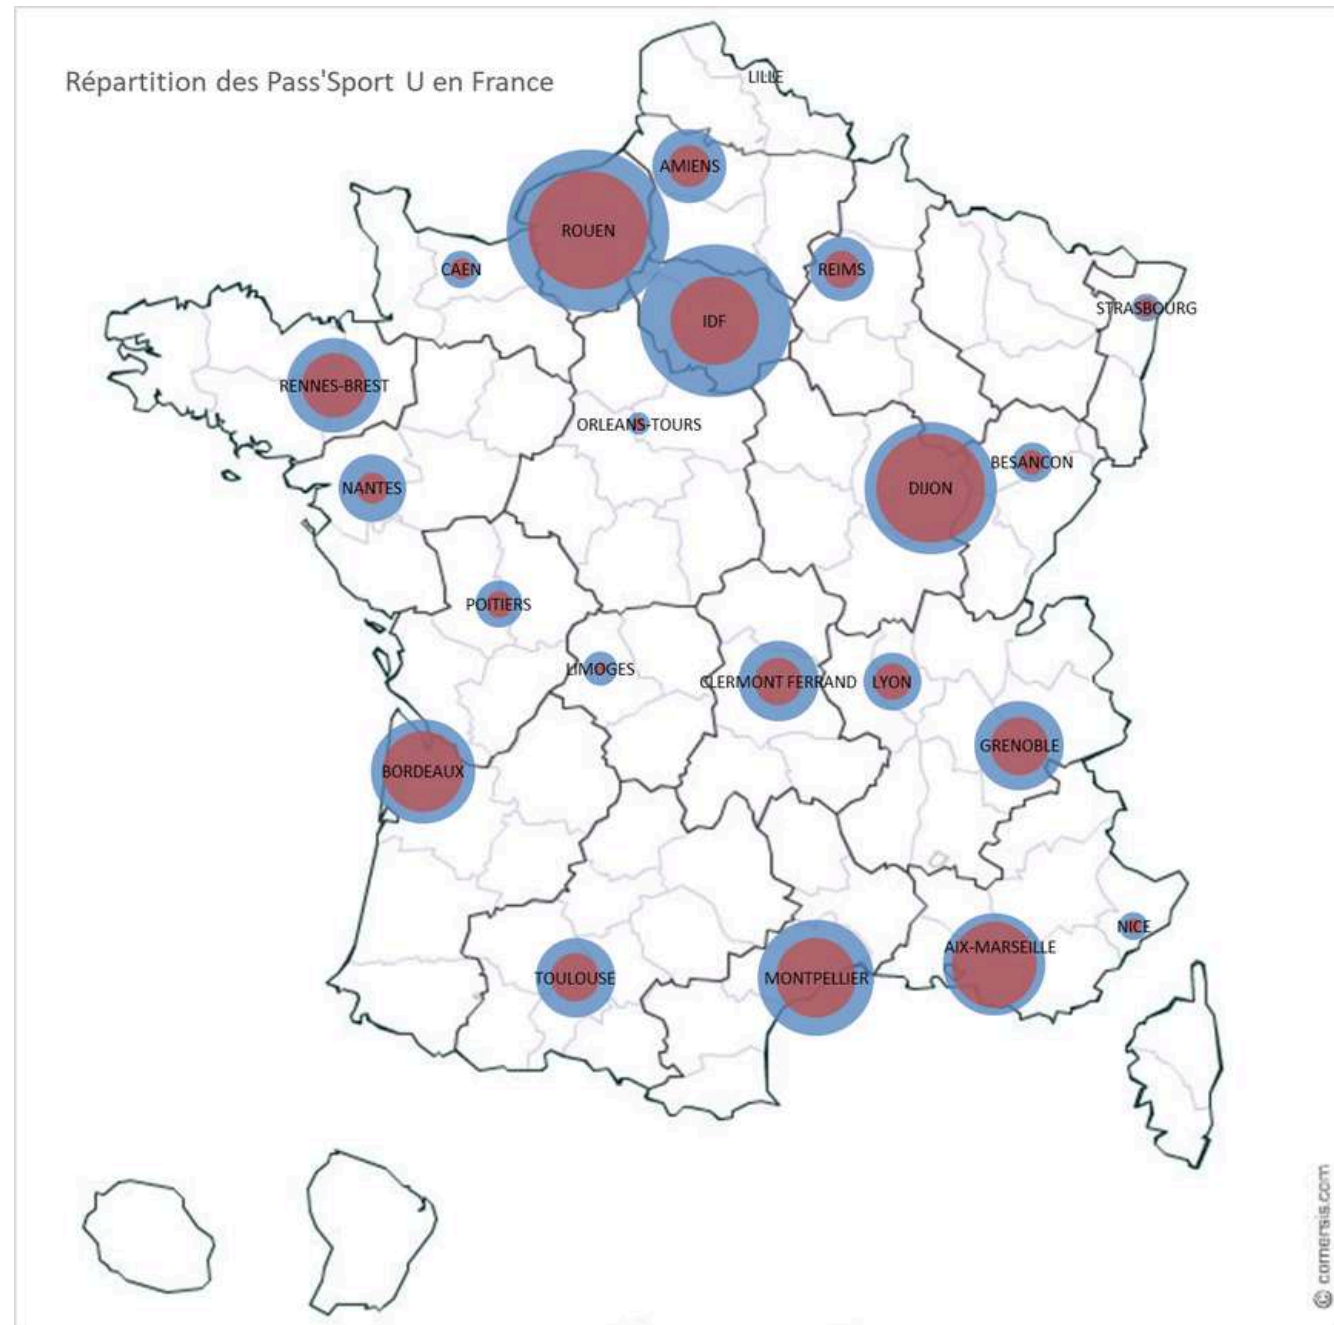 Répartition des Pass'Sport U en France
LILLE
AMIENS
ROUEN
CAEN
REIMS
STRASBOURG
IDF
RENNES-BREST
ORLEANS-TOURS
BESANCON
NANTES
DIJON
POITIERS
LIMOGES
CLERMONT FERRAND
LYON
GRENOBLE
BORDEAUX
NICE
AIX-MARSEILLE
TOULOUSE
MONTPELLIER
© comersis.com